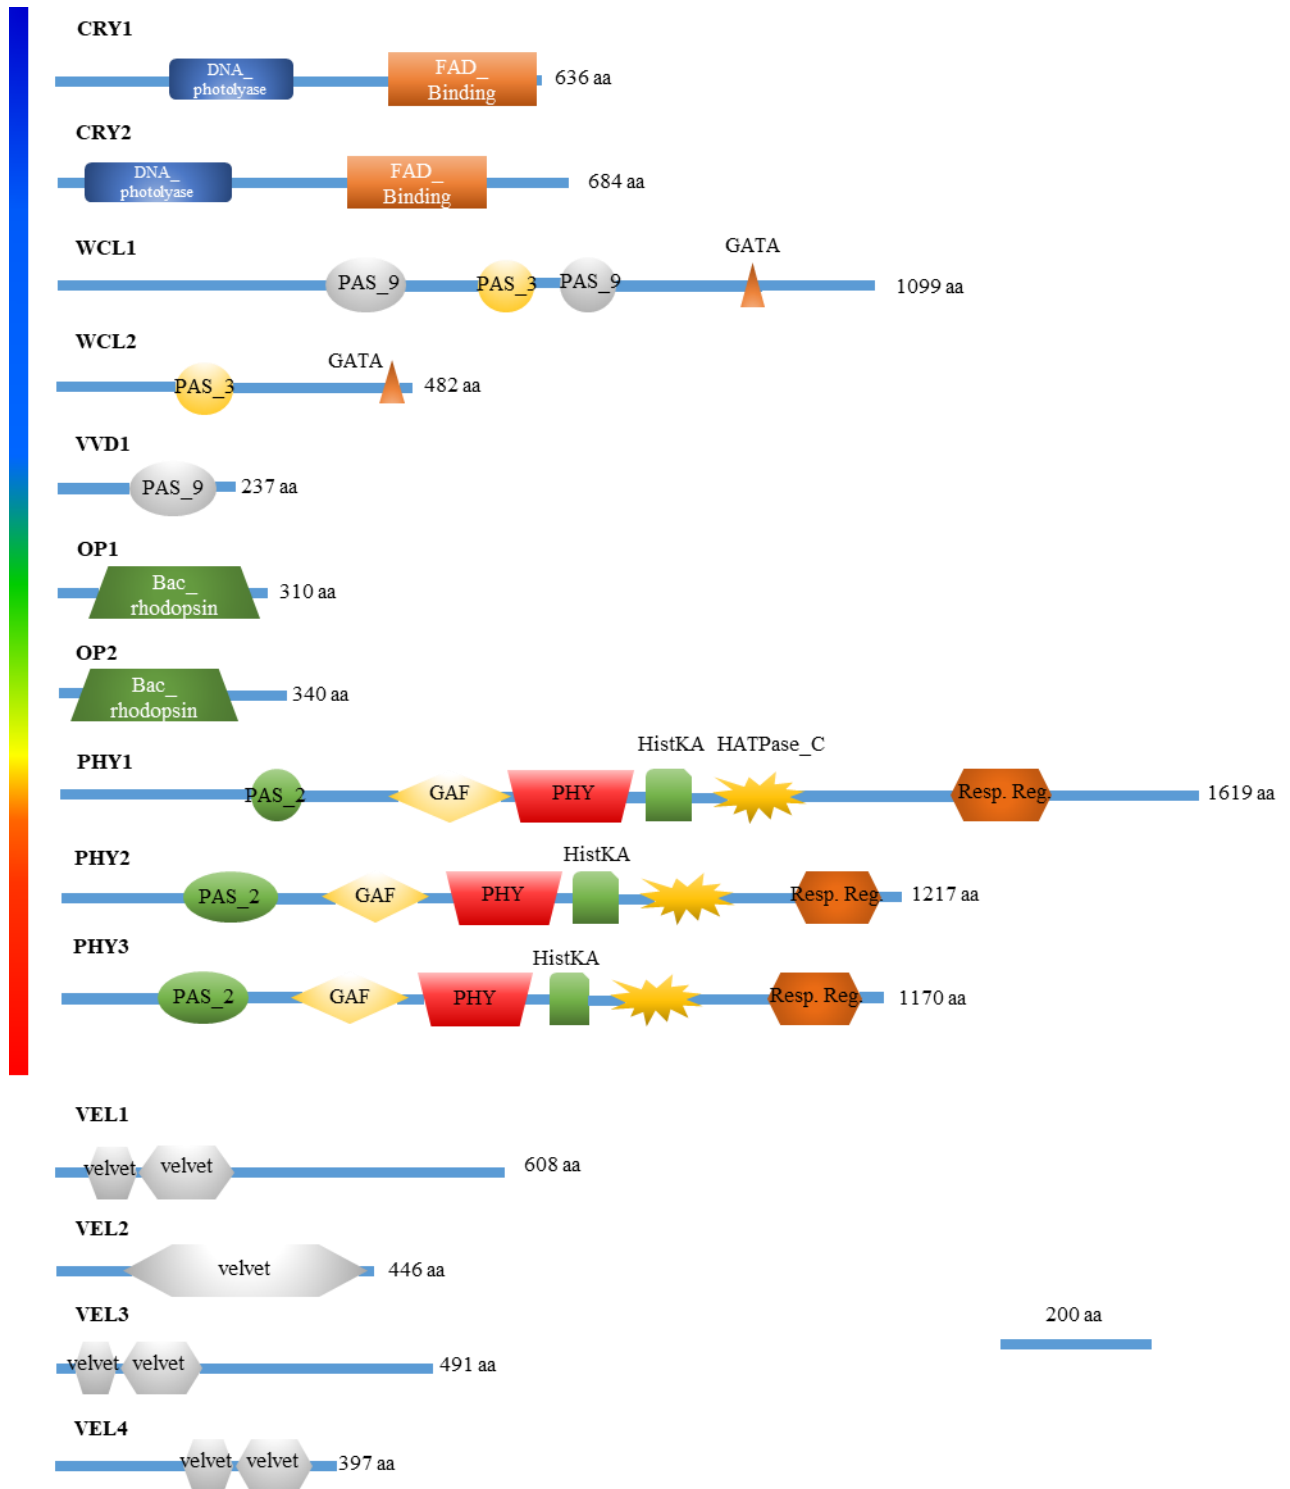 CRY1
DNA_
photolyase
FAD_
Binding
636 aa
CRY2
DNA_
photolyase
FAD_
Binding
684 aa
WCL1
GATA
PAS_9
PAS_3
PAS_9
1099 aa
WCL2
GATA
PAS_3
482 aa
VVD1
PAS_9
237 aa
OP1
Bac_
rhodopsin
310 aa
OP2
Bac_
rhodopsin
340 aa
HistKA HATPase_C
PHY1
PAS_2
GAF
PHY
Resp. Reg.
1619 aa
PHY2
HistKA
PAS_2
GAF
PHY
Resp. Reg.
1217 aa
PHY3
HistKA
PAS_2
GAF
PHY
Resp. Reg.
1170 aa
VEL1
velvet
velvet
608 aa
VEL2
velvet
446 aa
VEL3
200 aa
velvet
velvet
491 aa
VEL4
velvet
velvet
397 aa